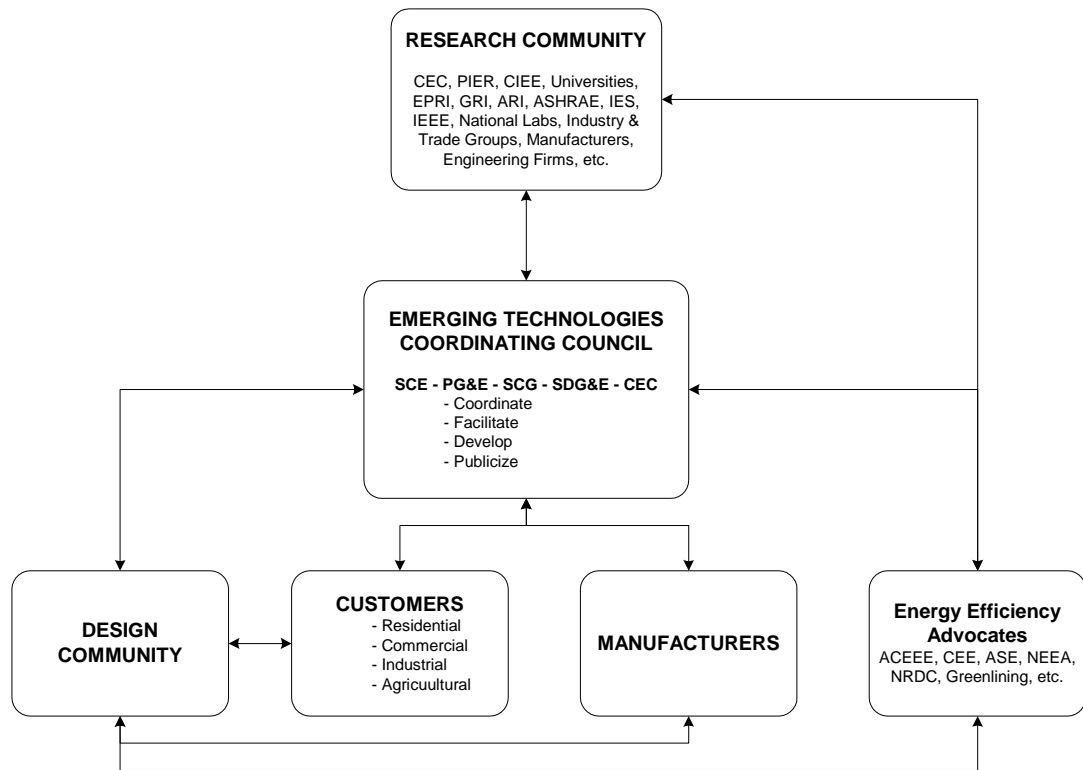 RESEARCH COMMUNITY
CEC, PIER, CIEE, Universities,
EPRI, GRI, ARI, ASHRAE, IES,
IEEE, National Labs, Industry &
Trade Groups, Manufacturers,
Engineering Firms, etc.
EMERGING TECHNOLOGIES
COORDINATING COUNCIL
SCE - PG&E - SCG - SDG&E - CEC
- Coordinate
- Facilitate
- Develop
- Publicize
DESIGN
COMMUNITY
CUSTOMERS
- Residential
- Commercial
- Industrial
- Agricuultural
MANUFACTURERS
Energy Efficiency
Advocates
ACEEE, CEE, ASE, NEEA,
NRDC, Greenlining, etc.